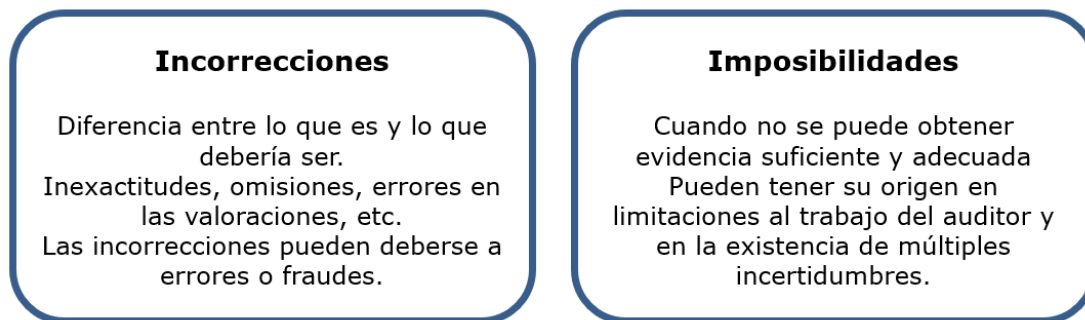 Incorrecciones
Diferencia entre lo que es y lo que
debería ser.
Inexactitudes, omisiones, errores en
las valoraciones, etc.
Las incorrecciones pueden deberse a
errores o fraudes.
Imposibilidades
Cuando no se puede obtener
evidencia suficiente y adecuada
Pueden tener su origen en
limitaciones al trabajo del auditor y
en la existencia de múltiples
incertidumbres.